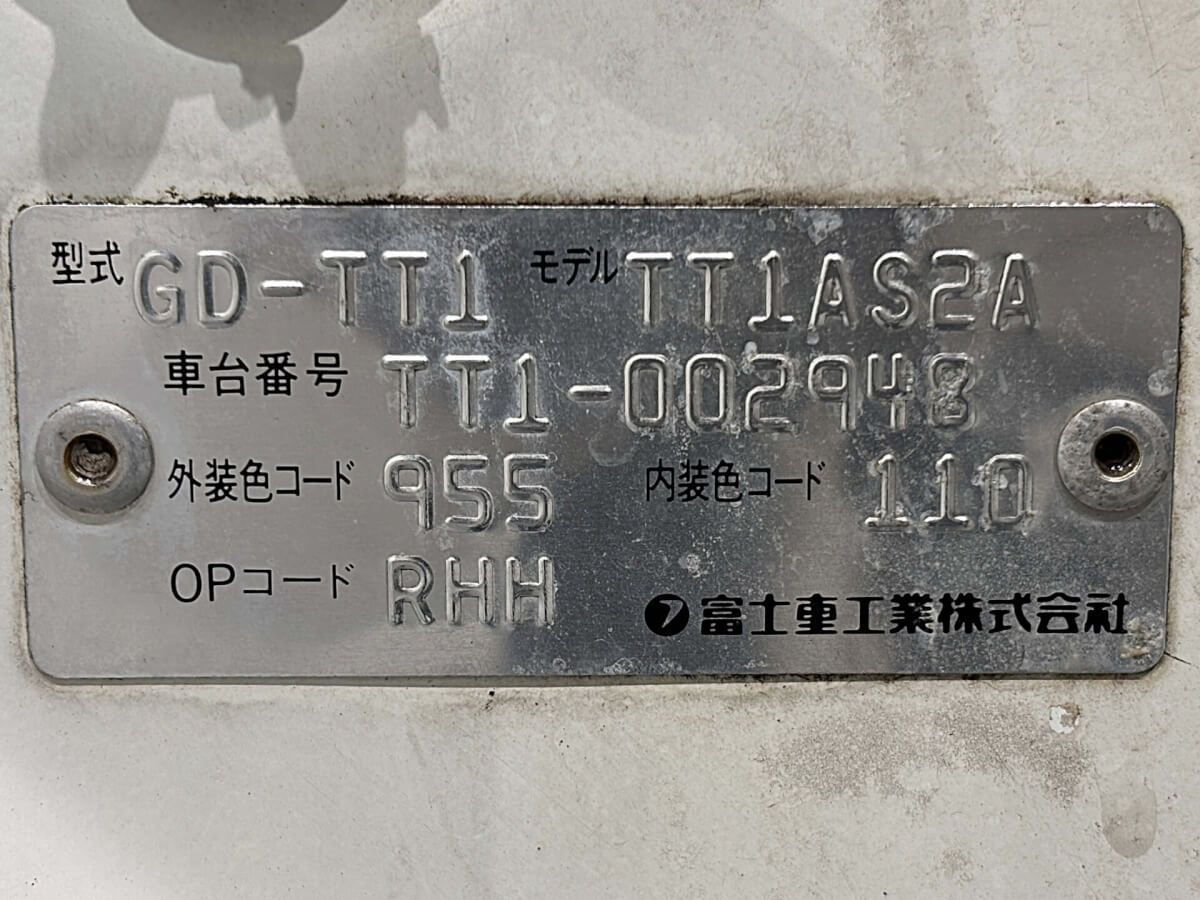 型式 GD-TT1 モデル TT1AS2A
車台番号 TT1-002948
外装色コード 955 内装色コード 110
OPコード RHH
富士重工業株式会社